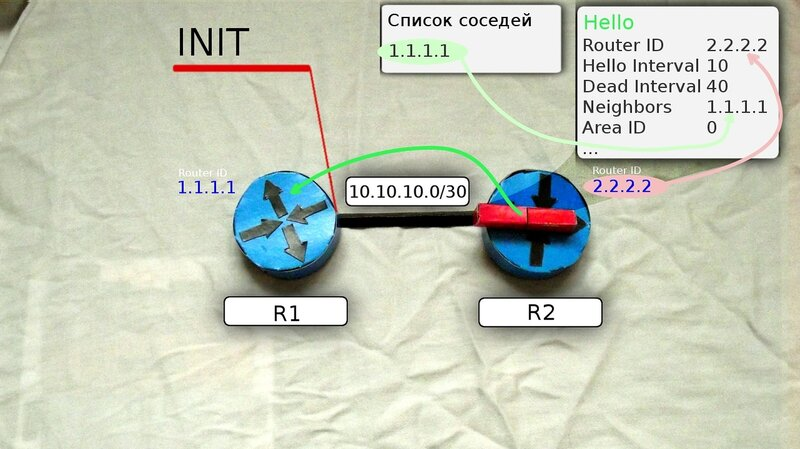 INIT
Список соседей
1.1.1.1
Hello
Router ID 2.2.2.2
Hello Interval 10
Dead Interval 40
Neighbors 1.1.1.1
Area ID 0
...
Router ID
1.1.1.1
10.10.10.0/30
Router ID
2.2.2.2
R1
R2